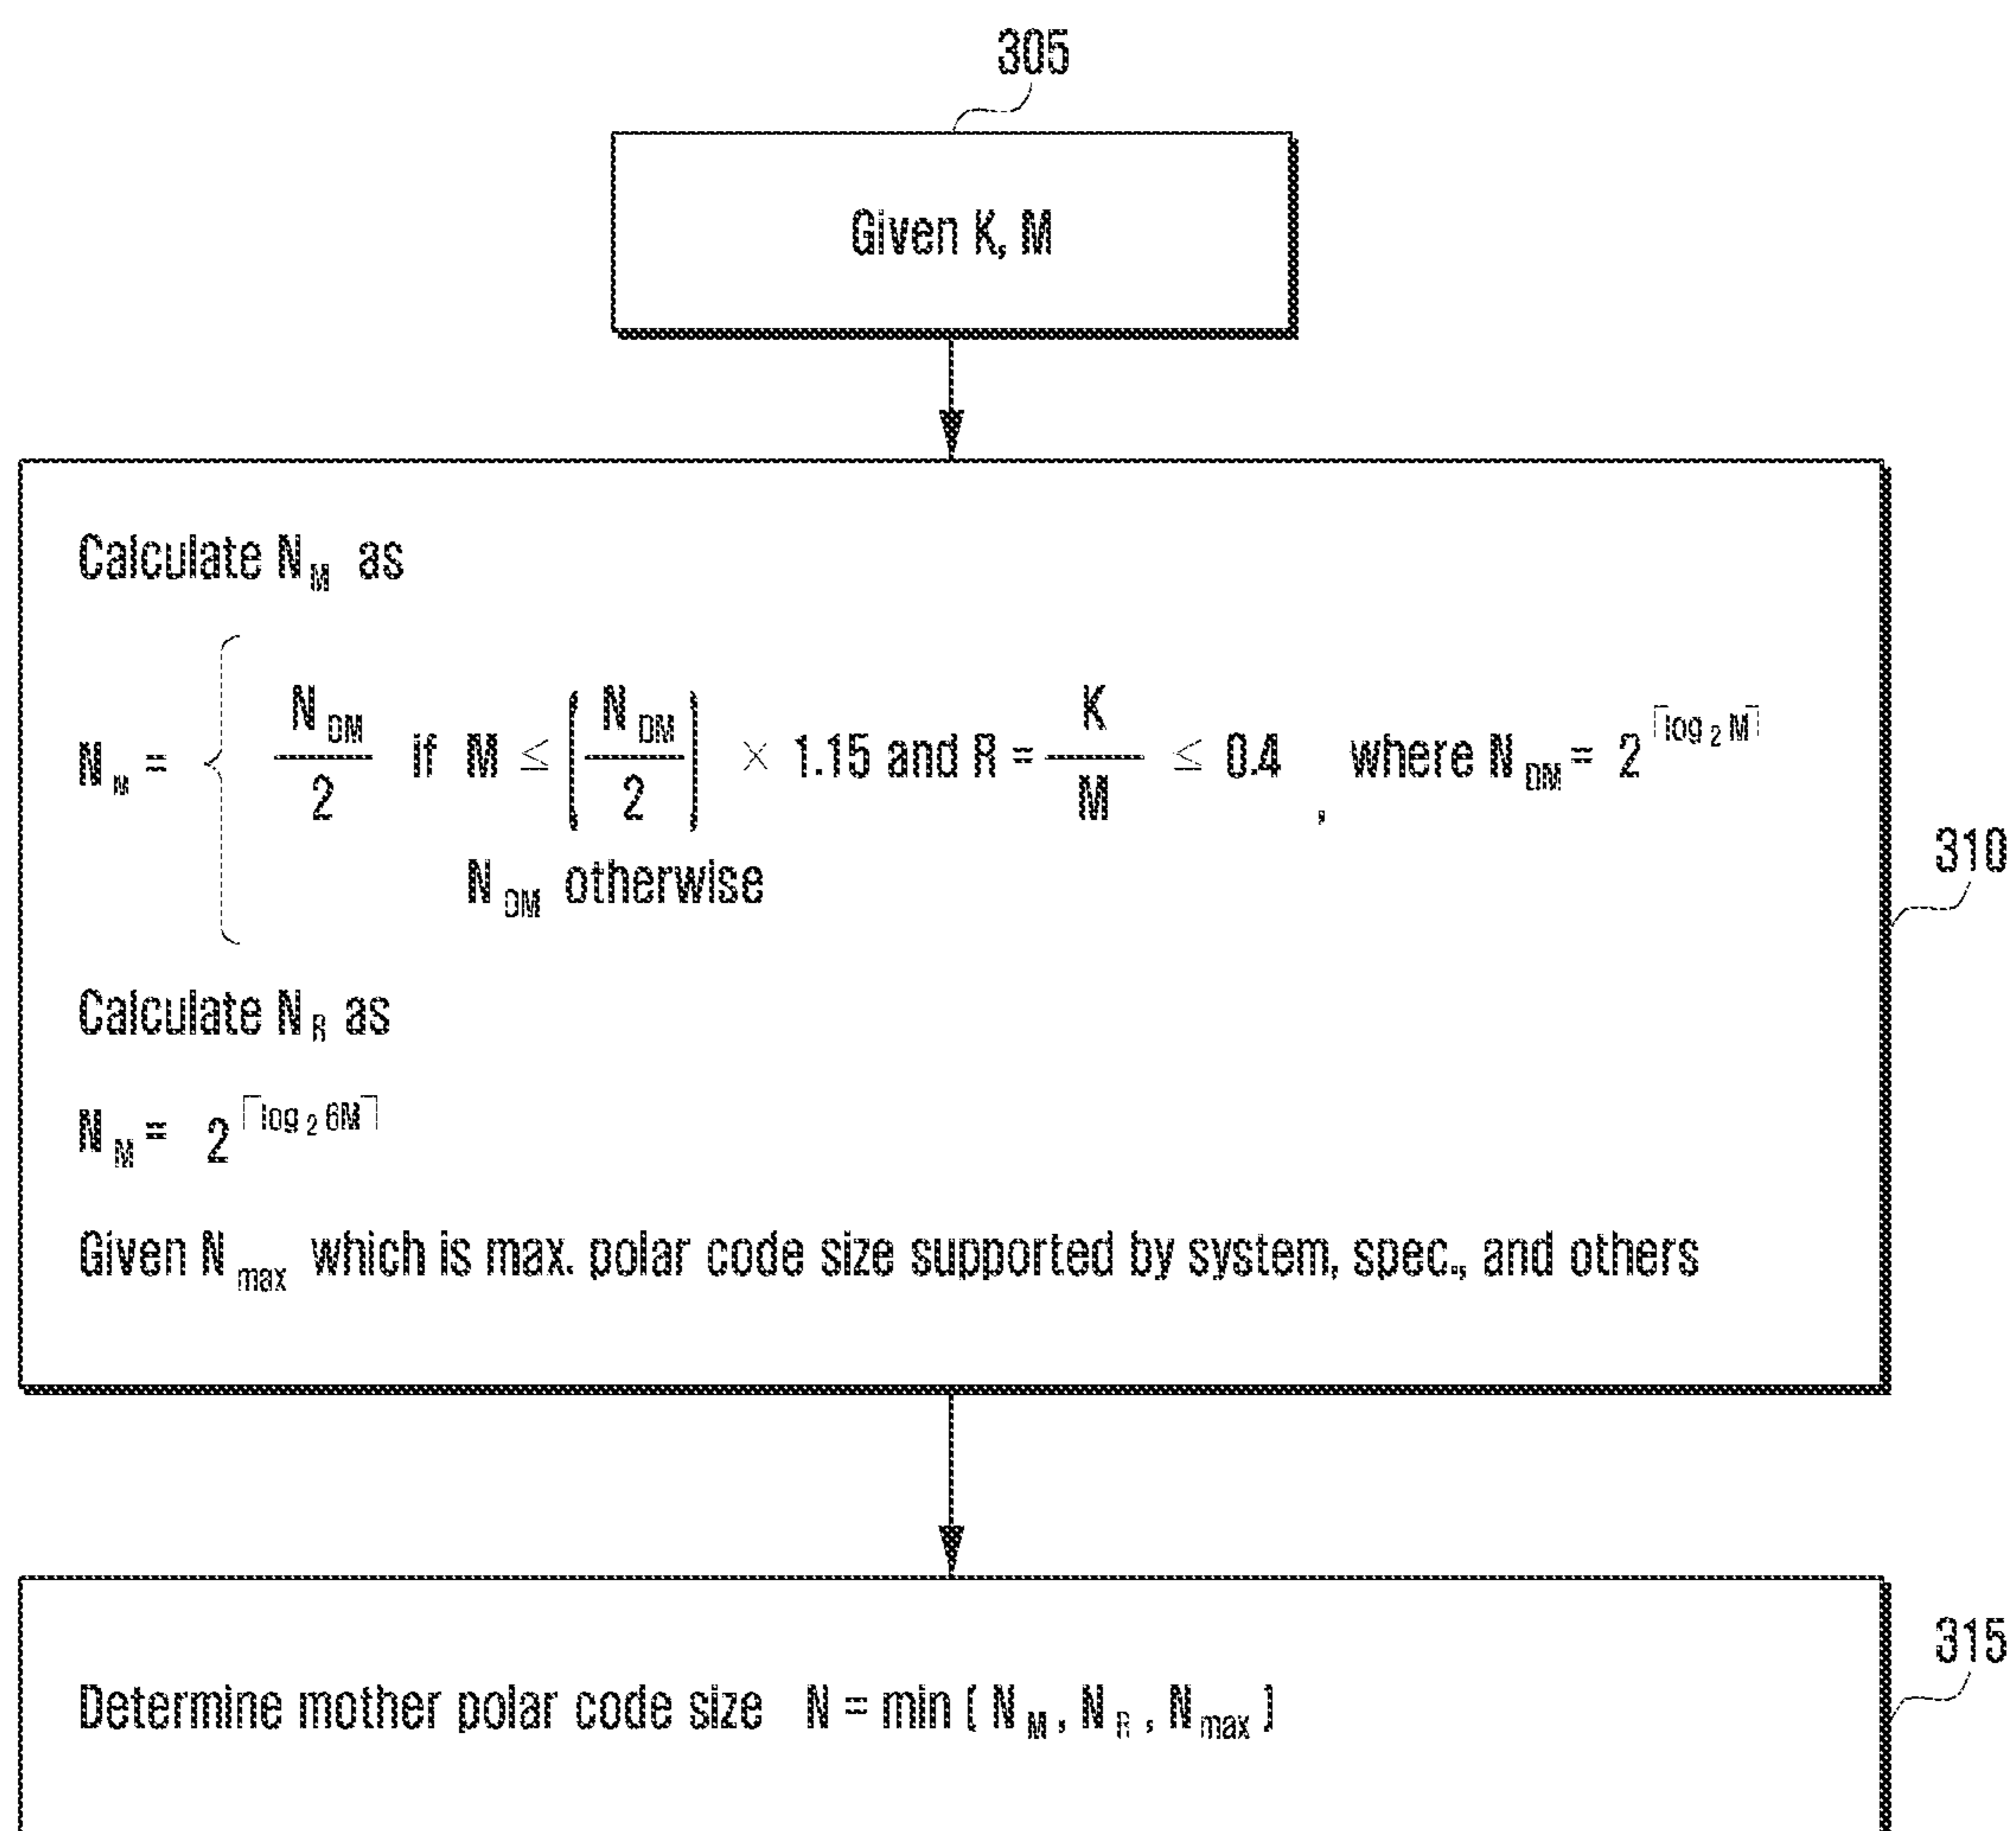 305
Given K, M
Calculate N_M as
N_M = { N_DM / 2 if M ≤ ( N_DM / 2 ) × 1.15 and R = K / M ≤ 0.4 , where N_DM = 2^⌈log_2 M⌉
N_DM otherwise
310
Calculate N_R as
N_M = 2^⌈log_2 6M⌉
Given N_max which is max. polar code size supported by system, spec., and others
315
Determine mother polar code size N = min ( N_M , N_R , N_max )